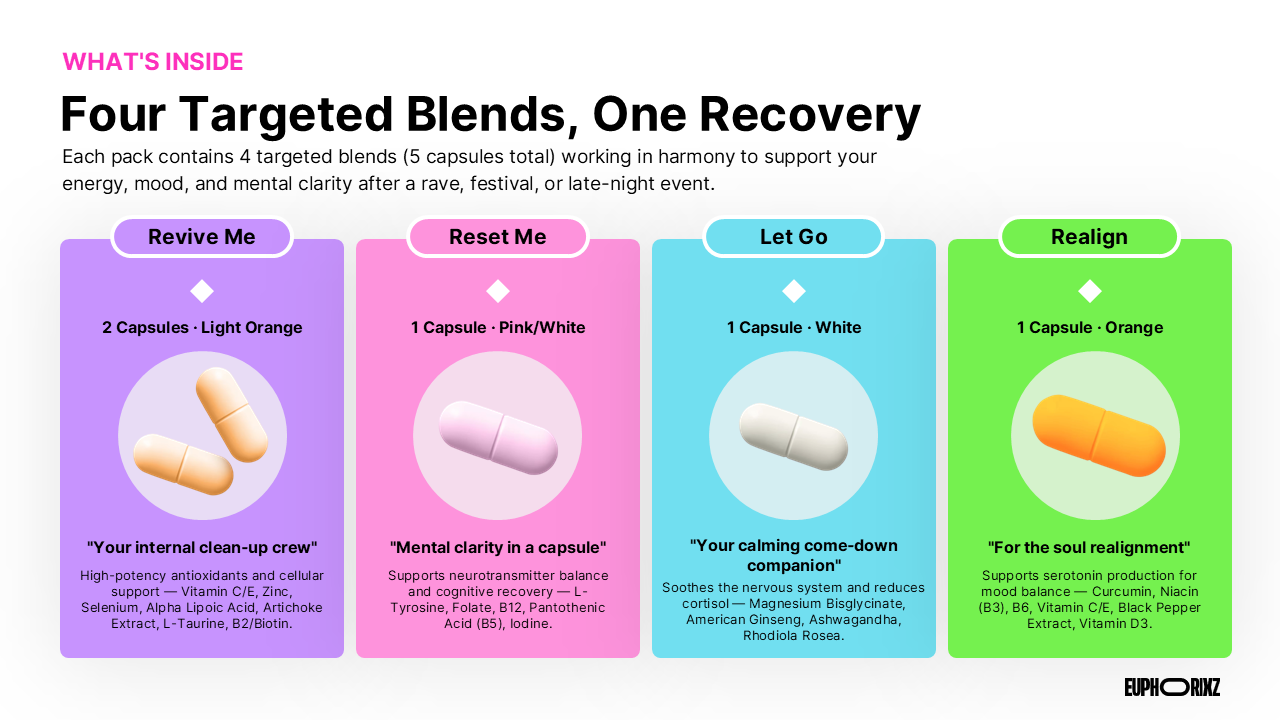 WHAT'S INSIDE
Four Targeted Blends, One Recovery
Each pack contains 4 targeted blends (5 capsules total) working in harmony to support your
energy, mood, and mental clarity after a rave, festival, or late-night event.
Revive Me
2 Capsules · Light Orange
"Your internal clean-up crew"
High-potency antioxidants and cellular
support — Vitamin C/E, Zinc,
Selenium, Alpha Lipoic Acid, Artichoke
Extract, L-Taurine, B2/Biotin.
Reset Me
1 Capsule · Pink/White
"Mental clarity in a capsule"
Supports neurotransmitter balance
and cognitive recovery — L-
Tyrosine, Folate, B12, Pantothenic
Acid (B5), Iodine.
Let Go
1 Capsule · White
"Your calming come-down
companion"
Soothes the nervous system and reduces
cortisol — Magnesium Bisglycinate,
American Ginseng, Ashwagandha,
Rhodiola Rosea.
Realign
1 Capsule · Orange
"For the soul realignment"
Supports serotonin production for
mood balance — Curcumin, Niacin
(B3), B6, Vitamin C/E, Black Pepper
Extract, Vitamin D3.
EUPHORIXZ